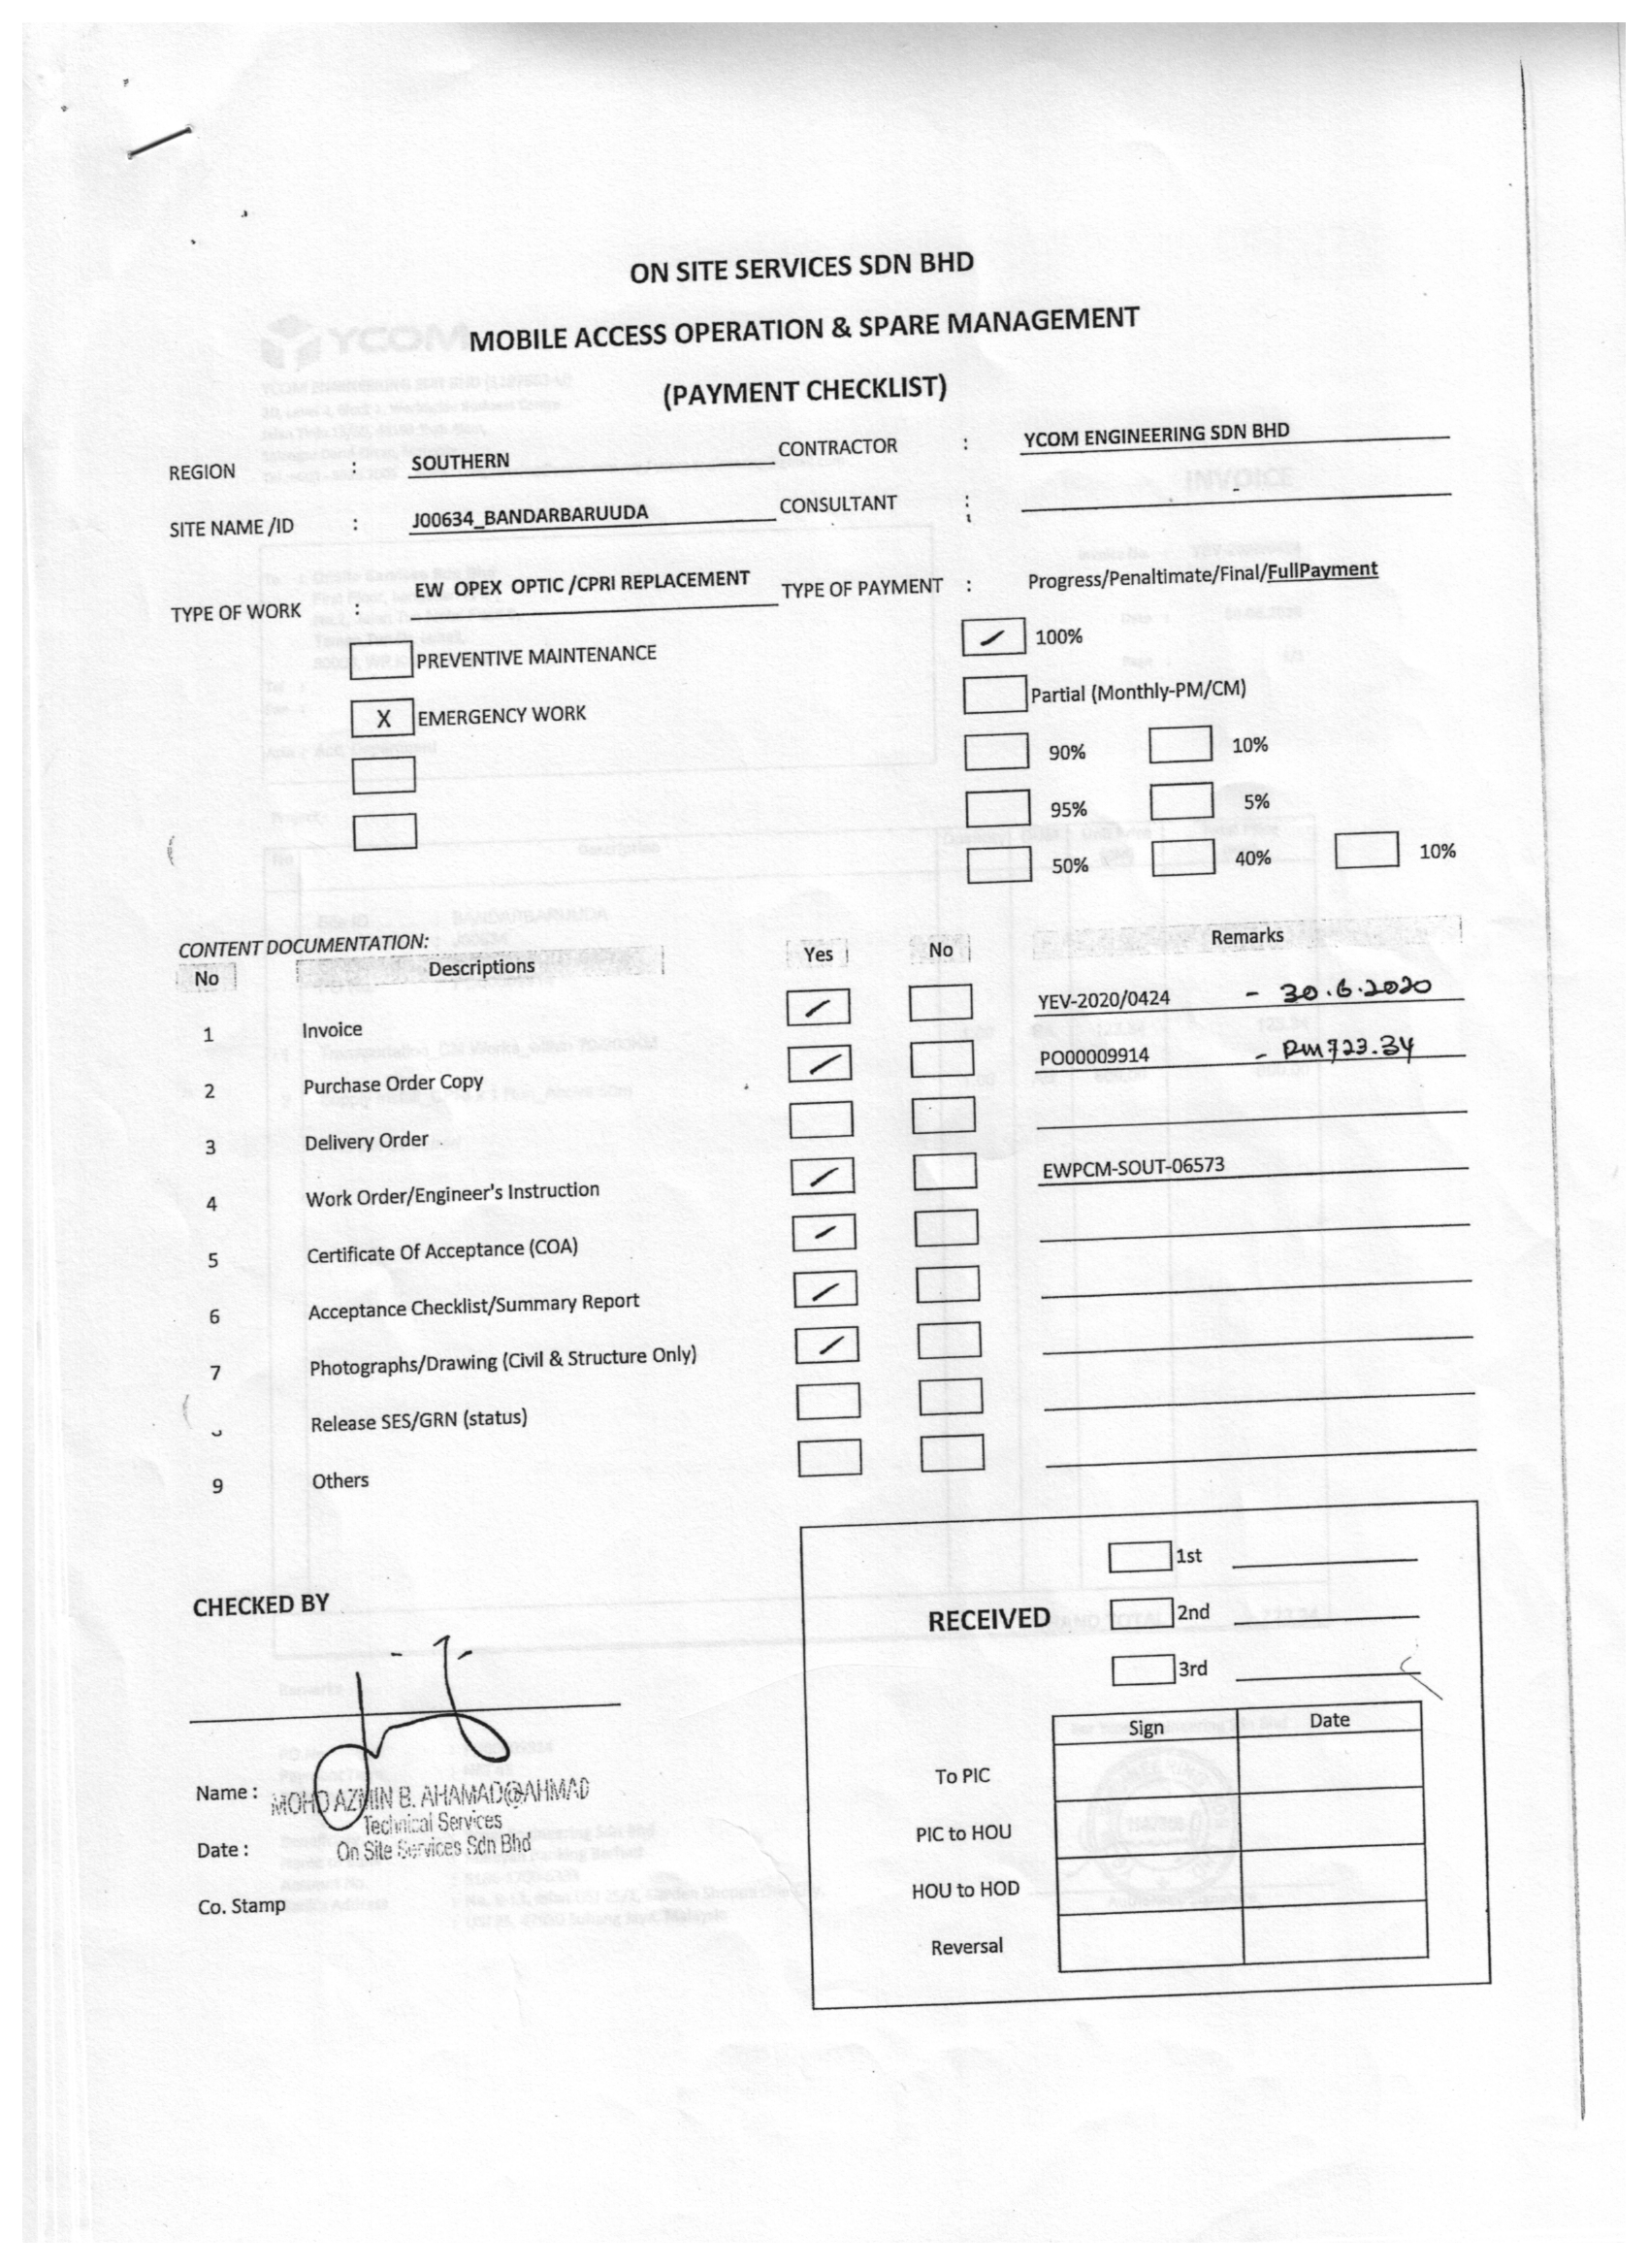 ON SITE SERVICES SDN BHD
MOBILE ACCESS OPERATION & SPARE MANAGEMENT
(PAYMENT CHECKLIST)
REGION : SOUTHERN CONTRACTOR : YCOM ENGINEERING SDN BHD
SITE NAME /ID : J00634_BANDARBARUUDA CONSULTANT : -
TYPE OF WORK : EW OPEX OPTIC /CPRI REPLACEMENT TYPE OF PAYMENT : Progress/Penaltimate/Final/FullPayment
PREVENTIVE MAINTENANCE 100%
Partial (Monthly-PM/CM)
X EMERGENCY WORK
90% 10%
95% 5%
50% 40% 10%
CONTENT DOCUMENTATION:
No Descriptions Yes No Remarks
1 Invoice YEV-2020/0424 - 30.6.2020
2 Purchase Order Copy PO00009914 - RM723.34
3 Delivery Order
4 Work Order/Engineer's Instruction EWPCM-SOUT-06573
5 Certificate Of Acceptance (COA)
6 Acceptance Checklist/Summary Report
7 Photographs/Drawing (Civil & Structure Only)
Release SES/GRN (status)
9 Others
CHECKED BY
Name : MOHD AZMIN B. AHAMAD@AHMAD
Technical Services
Date : On Site Services Sdn Bhd
Co. Stamp
1st
RECEIVED 2nd
3rd
Sign Date
To PIC
PIC to HOU
HOU to HOD
Reversal